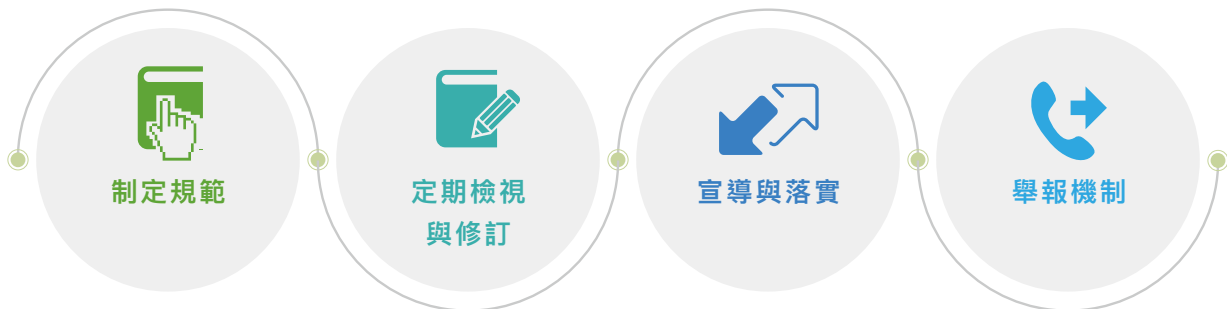 制定規範
定期檢視
與修訂
宣導與落實
舉報機制